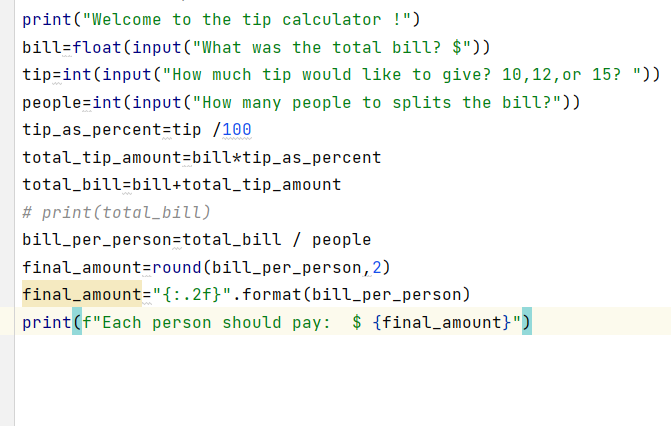 print("Welcome to the tip calculator !")
bill=float(input("What was the total bill? $"))
tip=int(input("How much tip would like to give? 10,12,or 15? "))
people=int(input("How many people to splits the bill?"))
tip_as_percent=tip /100
total_tip_amount=bill*tip_as_percent
total_bill=bill+total_tip_amount
# print(total_bill)
bill_per_person=total_bill / people
final_amount=round(bill_per_person,2)
final_amount="{:.2f}".format(bill_per_person)
print(f"Each person should pay:  $ {final_amount}")